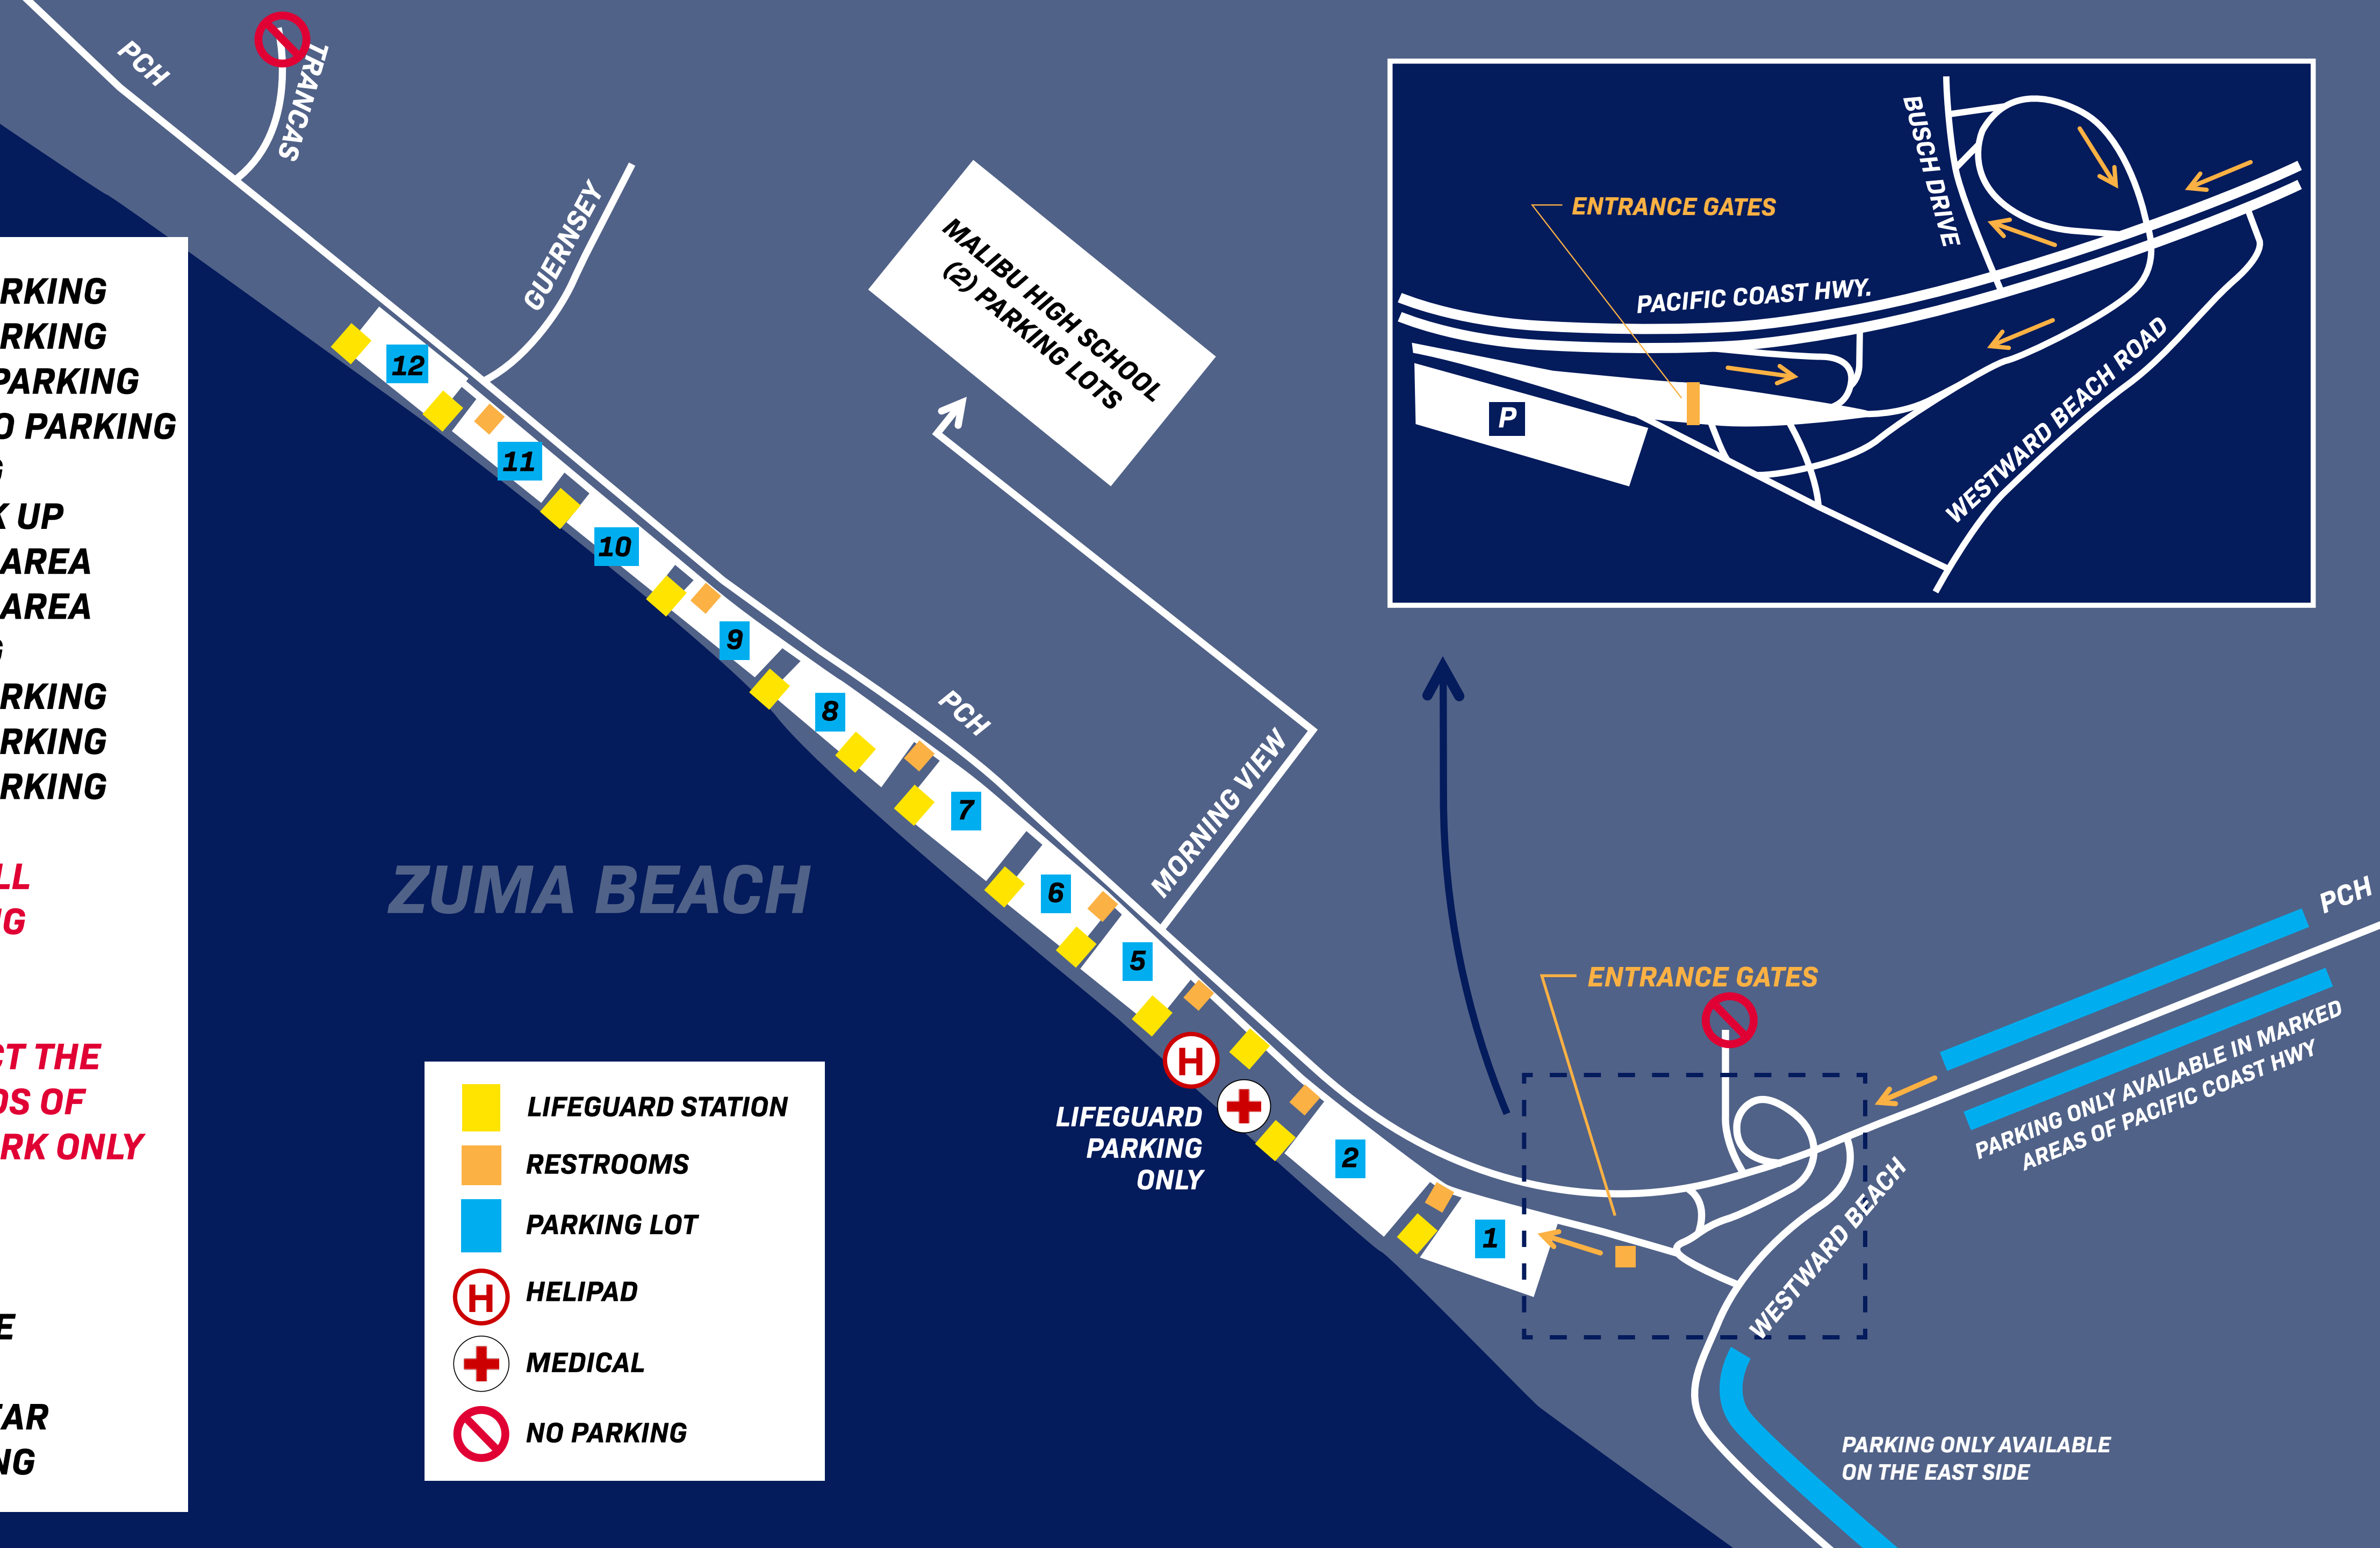 PCH
TRANCAS
GUERNSEY
MALIBU HIGH SCHOOL
(2) PARKING LOTS
BUSCH DRIVE
ENTRANCE GATES
PACIFIC COAST HWY.
P
WESTWARD BEACH ROAD
RKING
RKING
PARKING
O PARKING
G
K UP
AREA
AREA
G
RKING
RKING
RKING
LL
NG
CT THE
DS OF
RK ONLY
E
EAR
NG
12
11
10
9
8
PCH
7
6
5
MORNING VIEW
ZUMA BEACH
H
LIFEGUARD
PARKING
ONLY
2
1
ENTRANCE GATES
PCH
PARKING ONLY AVAILABLE IN MARKED
AREAS OF PACIFIC COAST HWY
WESTWARD BEACH
PARKING ONLY AVAILABLE
ON THE EAST SIDE
LIFEGUARD STATION
RESTROOMS
PARKING LOT
H HELIPAD
MEDICAL
NO PARKING